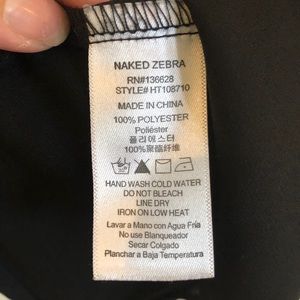 NAKED ZEBRA
RN#136628
STYLE# HT108710
MADE IN CHINA
100% POLYESTER
Poliéster
폴리에스터
100%聚酯纤维
HAND WASH COLD WATER
DO NOT BLEACH
LINE DRY
IRON ON LOW HEAT
Lavar a Mano con Agua Fria
No use Blanqueador
Secar Colgado
Planchar a Baja Temperatura